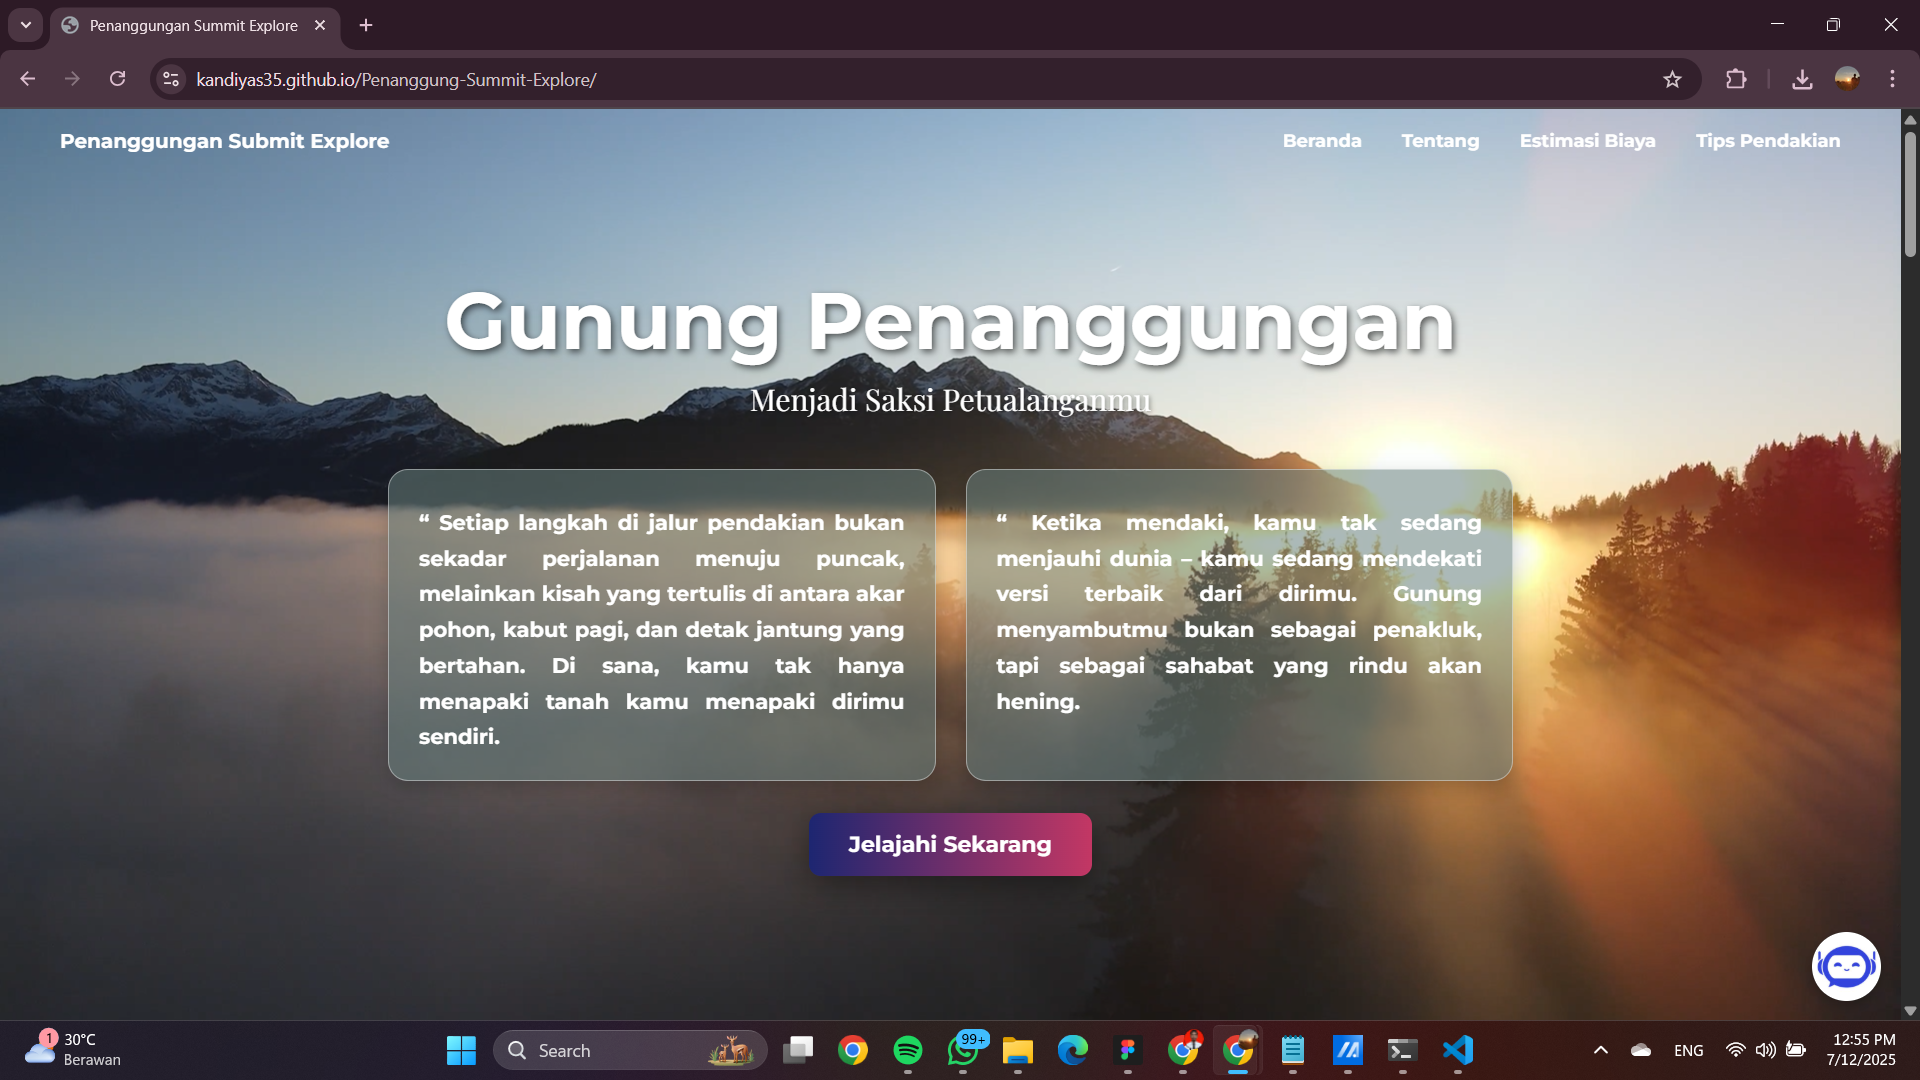 Penanggungan Summit Explore
kandiyas35.github.io/Penanggung-Summit-Explore/
Penanggungan Submit Explore
Beranda
Tentang
Estimasi Biaya
Tips Pendakian
Gunung Penanggungan
Menjadi Saksi Petualanganmu
“ Setiap langkah di jalur pendakian bukan
sekadar perjalanan menuju puncak,
melainkan kisah yang tertulis di antara akar
pohon, kabut pagi, dan detak jantung yang
bertahan. Di sana, kamu tak hanya
menapaki tanah kamu menapaki dirimu
sendiri.
“ Ketika mendaki, kamu tak sedang
menjauhi dunia – kamu sedang mendekati
versi terbaik dari dirimu. Gunung
menyambutmu bukan sebagai penakluk,
tapi sebagai sahabat yang rindu akan
hening.
Jelajahi Sekarang
1
30°C
Berawan
Search
99+
ENG
12:55 PM
7/12/2025